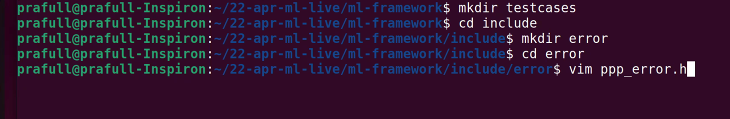 prafull@prafull-Inspiron:~/22-apr-ml-live/ml-framework$ mkdir testcases
prafull@prafull-Inspiron:~/22-apr-ml-live/ml-framework$ cd include
prafull@prafull-Inspiron:~/22-apr-ml-live/ml-framework/include$ mkdir error
prafull@prafull-Inspiron:~/22-apr-ml-live/ml-framework/include$ cd error
prafull@prafull-Inspiron:~/22-apr-ml-live/ml-framework/include/error$ vim ppp_error.h